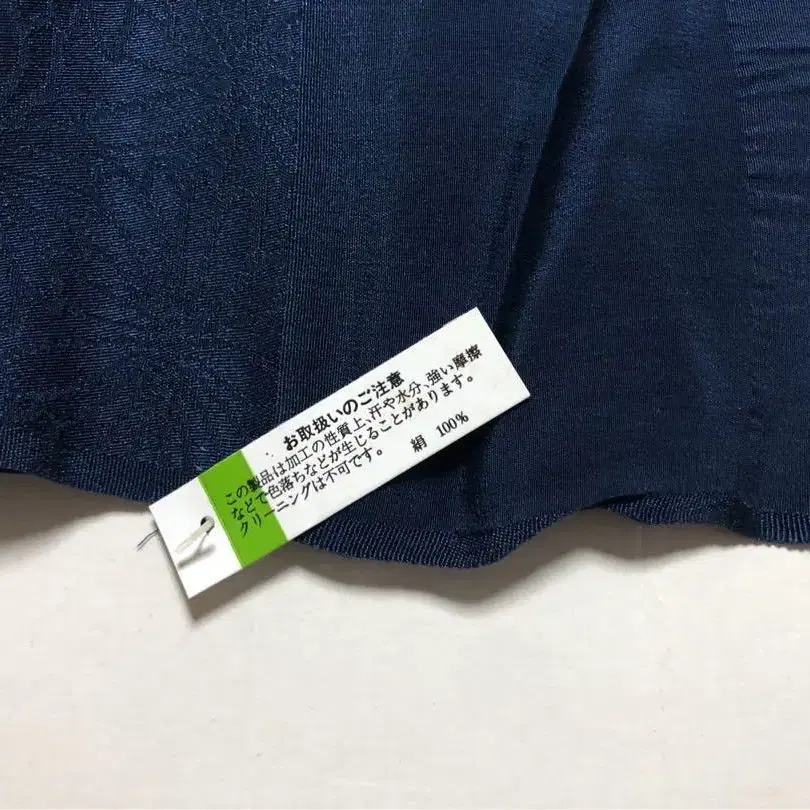 お取扱いのご注意
この製品は加工の性質上、汗や水分、強い摩擦
などで色落ちなどが生じることがあります。
クリーニングは不可です。
絹 100%